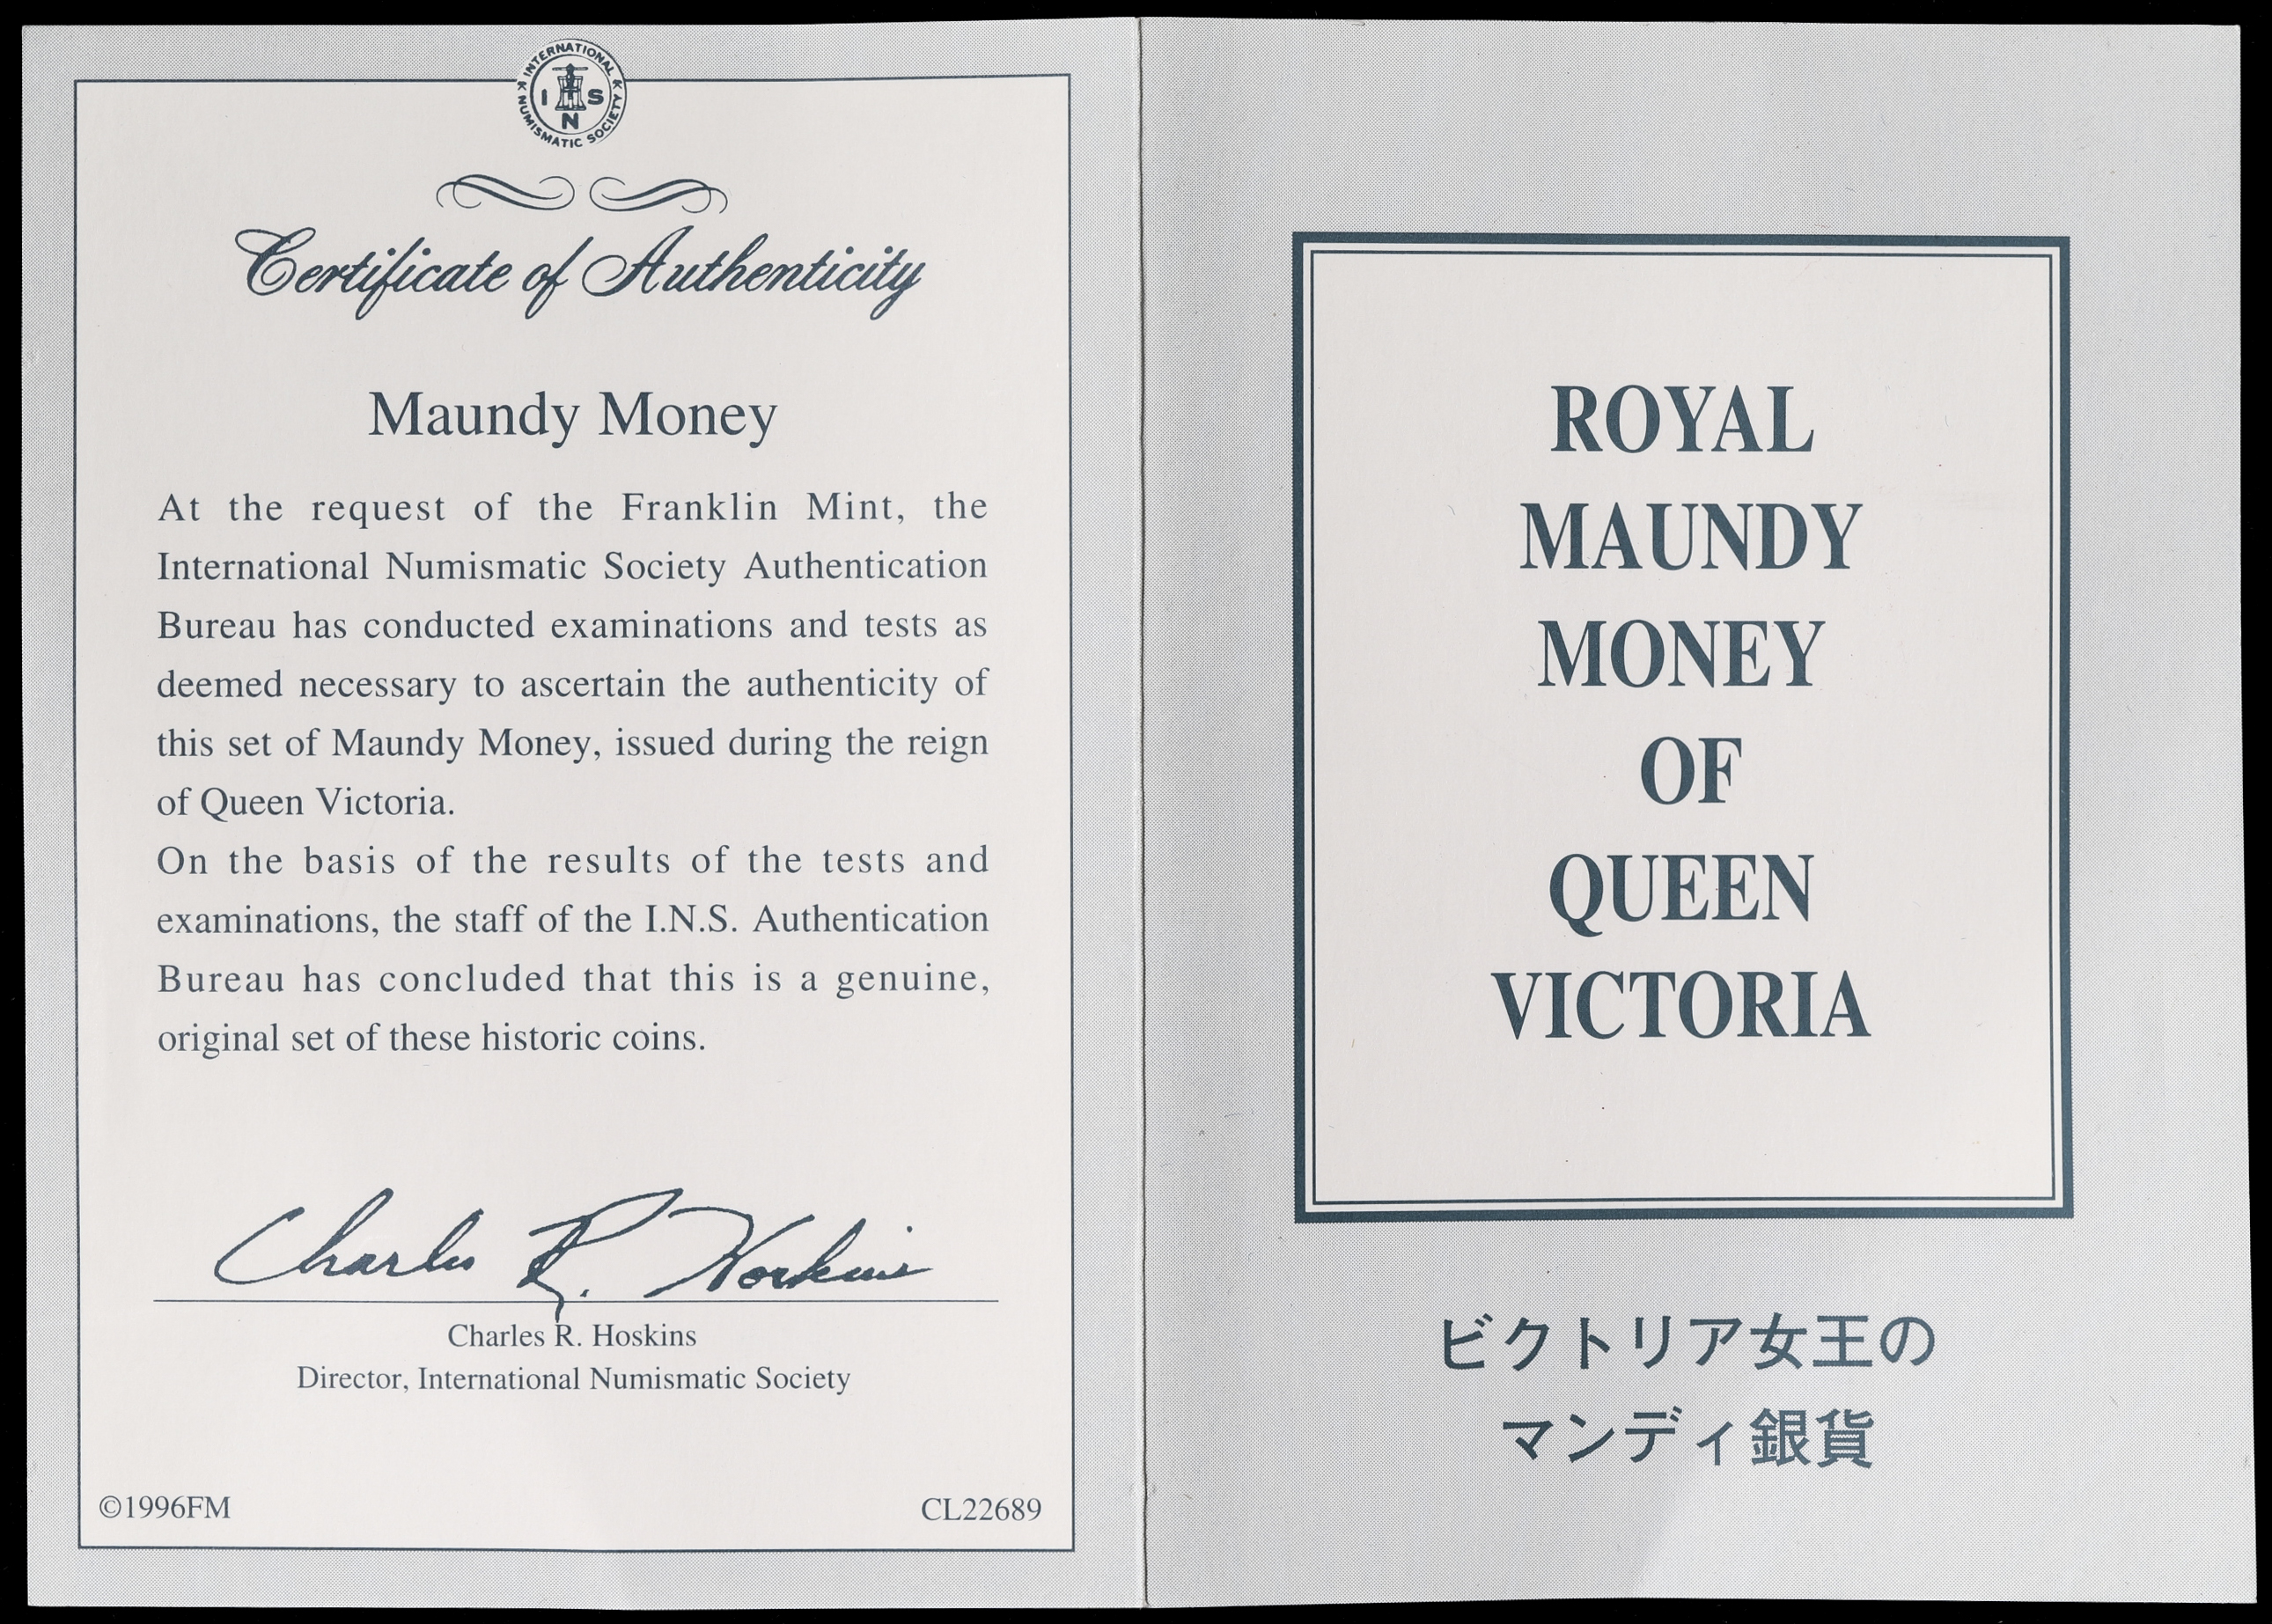 INTERNATIONAL NUMISMATIC SOCIETY
I N S
Certificate of Authenticity
Maundy Money
At the request of the Franklin Mint, the
International Numismatic Society Authentication
Bureau has conducted examinations and tests as
deemed necessary to ascertain the authenticity of
this set of Maundy Money, issued during the reign
of Queen Victoria.
On the basis of the results of the tests and
examinations, the staff of the I.N.S. Authentication
Bureau has concluded that this is a genuine,
original set of these historic coins.
Charles R. Hoskins
Charles R. Hoskins
Director, International Numismatic Society
©1996FM
CL22689
ROYAL
MAUNDY
MONEY
OF
QUEEN
VICTORIA
ビクトリア女王の
マンディ銀貨